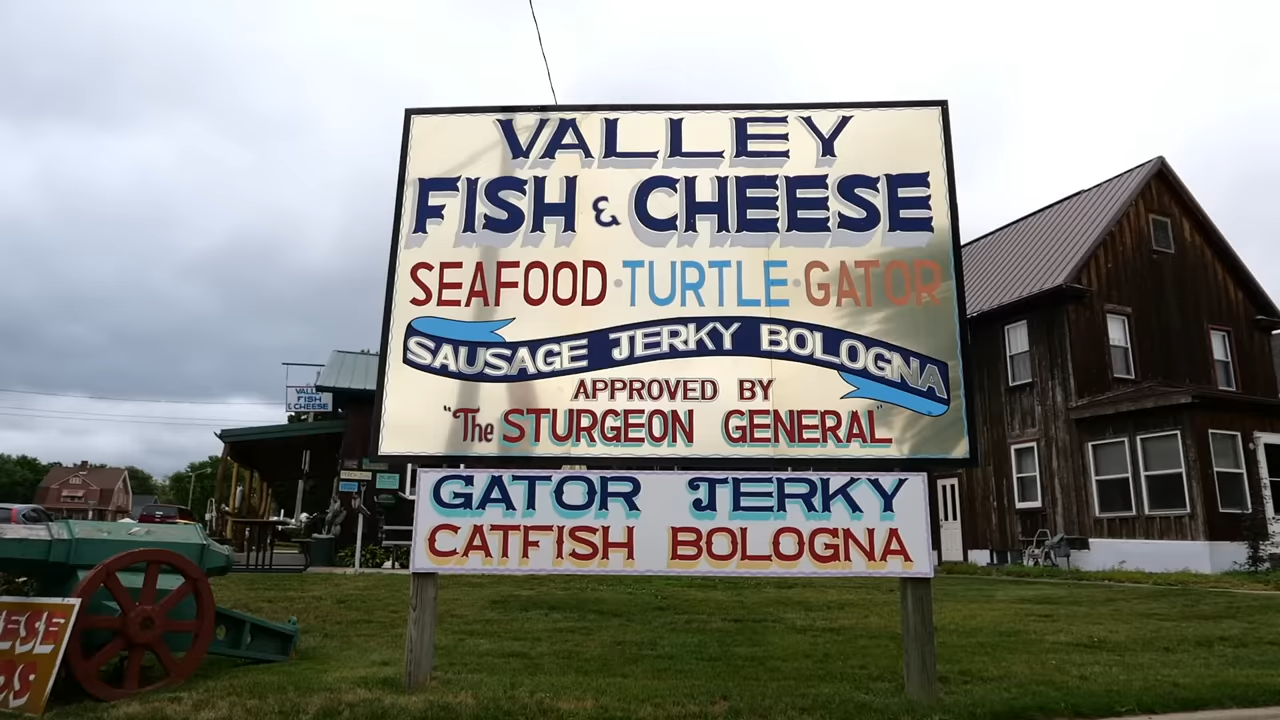 VALLEY
FISH & CHEESE
SEAFOOD · TURTLE · GATOR
SAUSAGE JERKY BOLOGNA
APPROVED BY
"The STURGEON GENERAL"
GATOR JERKY
CATFISH BOLOGNA
VALLEY
FISH
& CHEESE